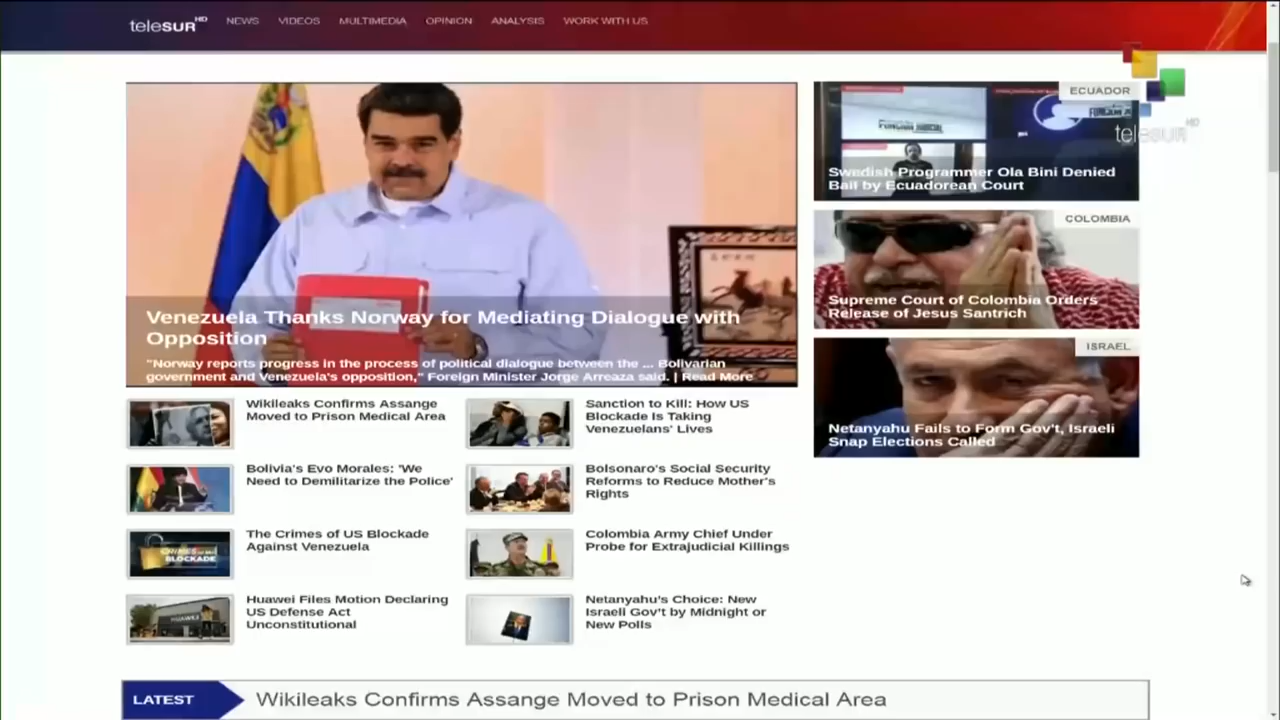 teleSURHD
NEWS
VIDEOS
MULTIMEDIA
OPINION
ANALYSIS
WORK WITH US
Venezuela Thanks Norway for Mediating Dialogue with
Opposition
"Norway reports progress in the process of political dialogue between the ... Bolivarian
government and Venezuela's opposition," Foreign Minister Jorge Arreaza said. | Read More
ECUADOR
teleSURHD
FUNCIÓN JUDICIAL
Swedish Programmer Ola Bini Denied
Bail by Ecuadorean Court
COLOMBIA
Supreme Court of Colombia Orders
Release of Jesus Santrich
ISRAEL
Netanyahu Fails to Form Gov't, Israeli
Snap Elections Called
Wikileaks Confirms Assange
Moved to Prison Medical Area
Sanction to Kill: How US
Blockade Is Taking
Venezuelans' Lives
Bolivia's Evo Morales: 'We
Need to Demilitarize the Police'
Bolsonaro's Social Security
Reforms to Reduce Mother's
Rights
CRIMES
BLOCKADE
The Crimes of US Blockade
Against Venezuela
Colombia Army Chief Under
Probe for Extrajudicial Killings
HUAWEI
Huawei Files Motion Declaring
US Defense Act
Unconstitutional
Netanyahu's Choice: New
Israeli Gov't by Midnight or
New Polls
LATEST
Wikileaks Confirms Assange Moved to Prison Medical Area